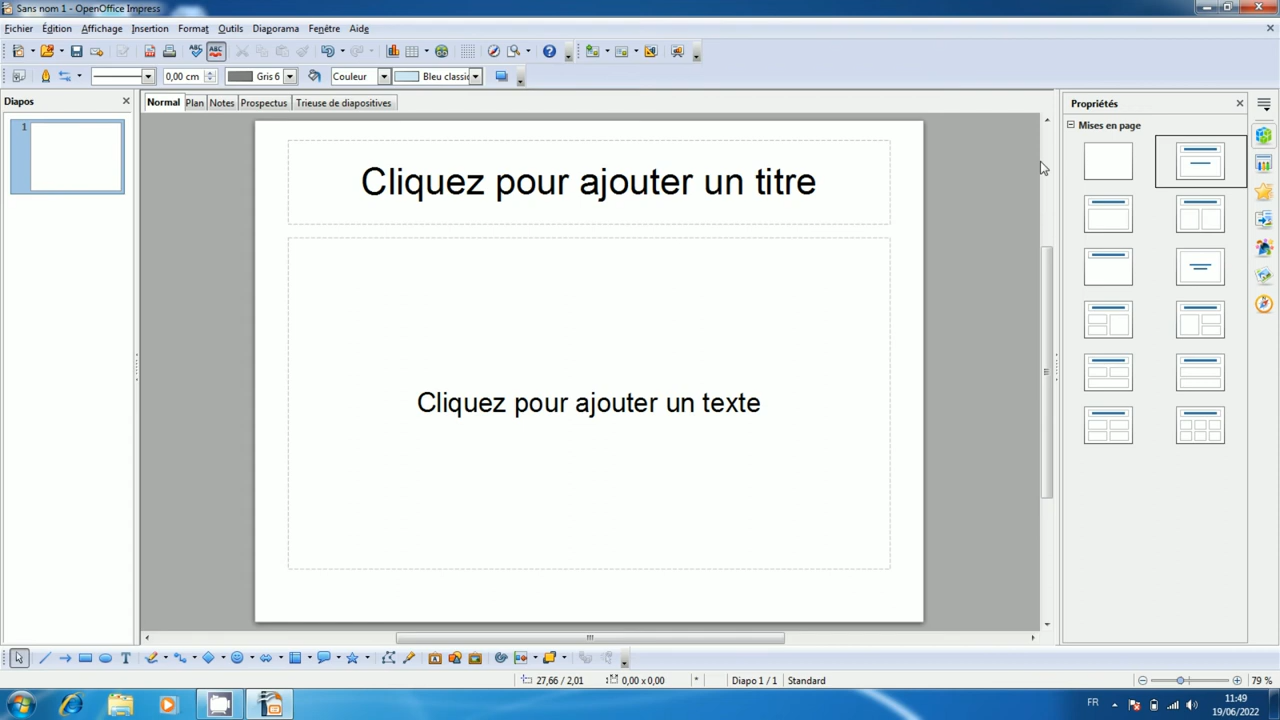 Sans nom 1 - OpenOffice Impress
Fichier Édition Affichage Insertion Format Outils Diaporama Fenêtre Aide
0,00 cm Gris 6 Couleur Bleu classi
Diapos
Normal Plan Notes Prospectus Trieuse de diapositives
Propriétés
Mises en page
1
Cliquez pour ajouter un titre
Cliquez pour ajouter un texte
27,66 / 2,01 0,00 x 0,00 * Diapo 1 / 1 Standard 79 %
FR 11:49
19/06/2022